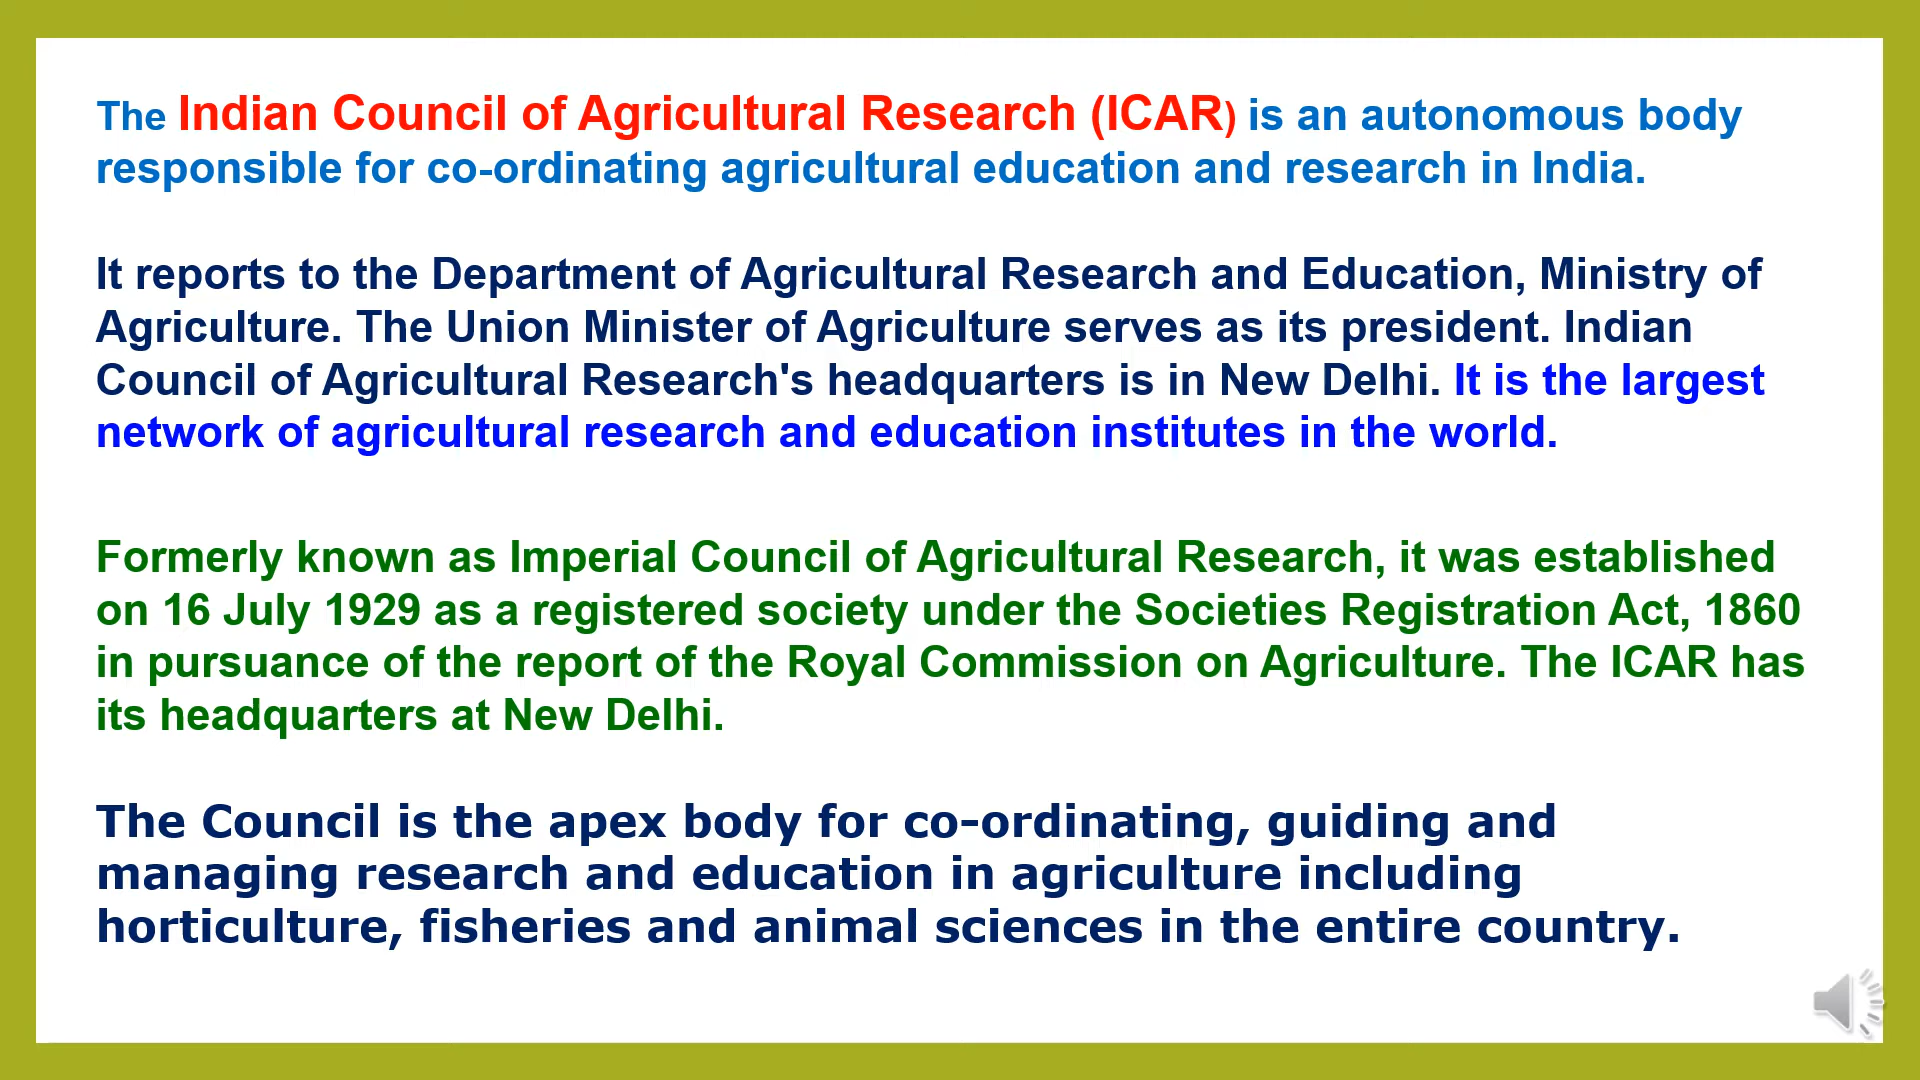 The Indian Council of Agricultural Research (ICAR) is an autonomous body
responsible for co-ordinating agricultural education and research in India.
It reports to the Department of Agricultural Research and Education, Ministry of
Agriculture. The Union Minister of Agriculture serves as its president. Indian
Council of Agricultural Research's headquarters is in New Delhi. It is the largest
network of agricultural research and education institutes in the world.
Formerly known as Imperial Council of Agricultural Research, it was established
on 16 July 1929 as a registered society under the Societies Registration Act, 1860
in pursuance of the report of the Royal Commission on Agriculture. The ICAR has
its headquarters at New Delhi.
The Council is the apex body for co-ordinating, guiding and
managing research and education in agriculture including
horticulture, fisheries and animal sciences in the entire country.